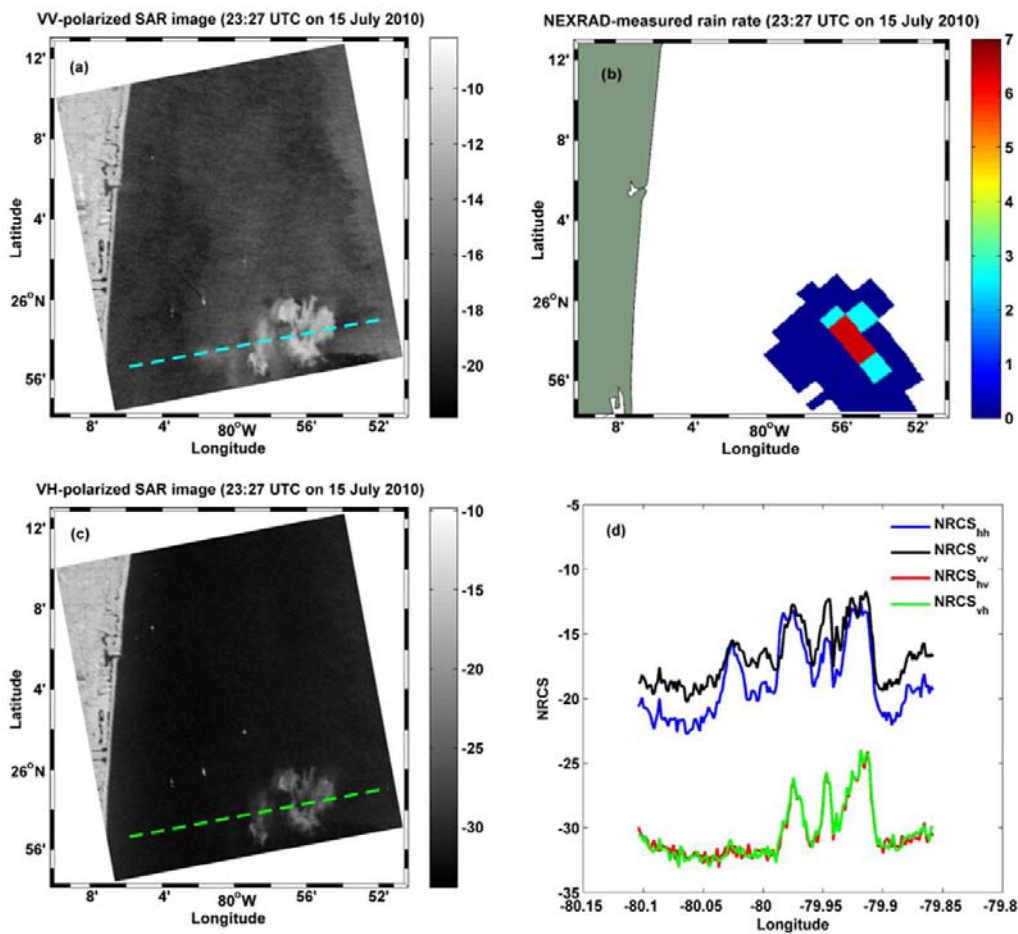 VV-polarized SAR image (23:27 UTC on 15 July 2010)
12'
8'
4'
26°N
56'
Latitude
(a)
8'
4'
80°W
56'
52'
Longitude
-10
-12
-14
-16
-18
-20
NEXRAD-measured rain rate (23:27 UTC on 15 July 2010)
12'
8'
4'
26°N
56'
Latitude
(b)
8'
4'
80°W
56'
52'
Longitude
7
6
5
4
3
2
1
0
VH-polarized SAR image (23:27 UTC on 15 July 2010)
12'
8'
4'
26°N
56'
Latitude
(c)
8'
4'
80°W
56'
52'
Longitude
-10
-15
-20
-25
-30
-5
-10
-15
-20
-25
-30
-35
NRCS
(d)
NRCShh
NRCSvv
NRCShv
NRCSvh
-80.15
-80.1
-80.05
-80
-79.95
-79.9
-79.85
-79.8
Longitude